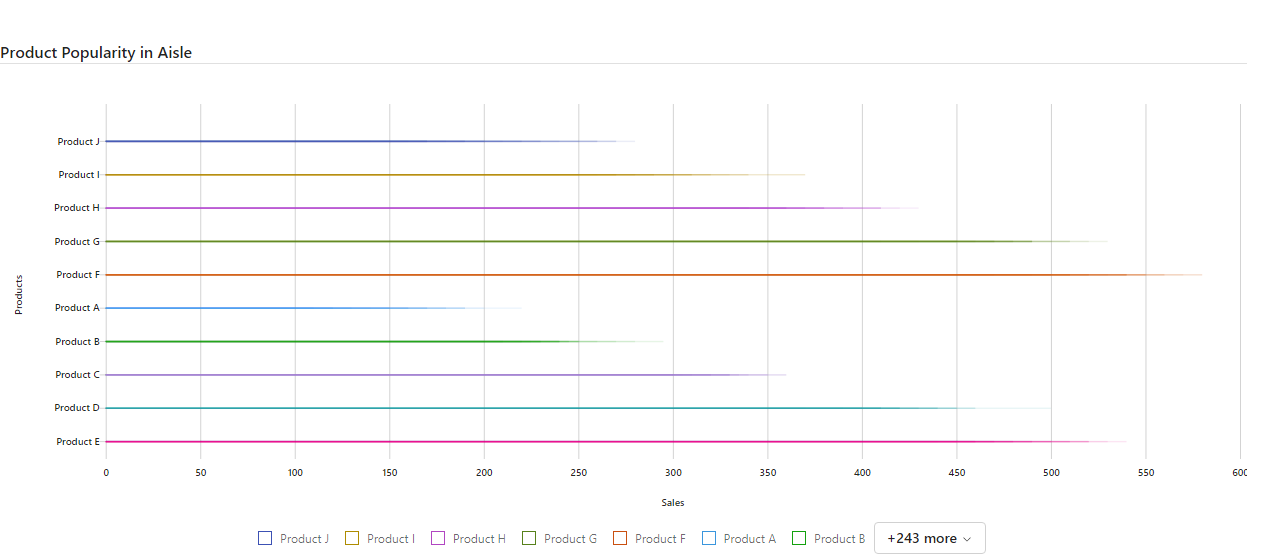 Product Popularity in Aisle
Product J
Product I
Product H
Product G
Product F
Product A
Product B
Product C
Product D
Product E
Products
0 50 100 150 200 250 300 350 400 450 500 550 600
Sales
Product J Product I Product H Product G Product F Product A Product B +243 more